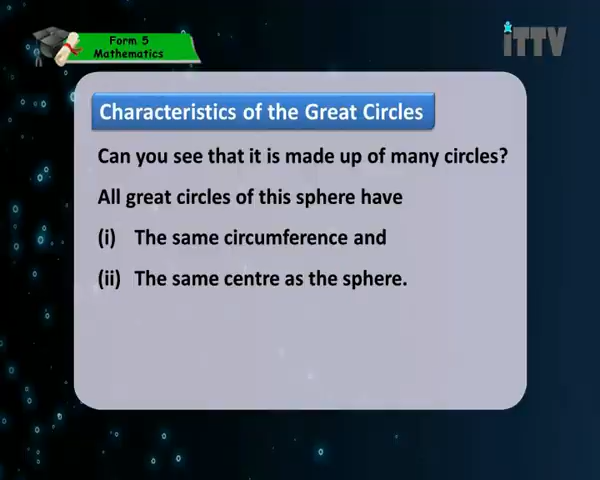 Form 5
Mathematics
iTTV
Characteristics of the Great Circles
Can you see that it is made up of many circles?
All great circles of this sphere have
(i) The same circumference and
(ii) The same centre as the sphere.